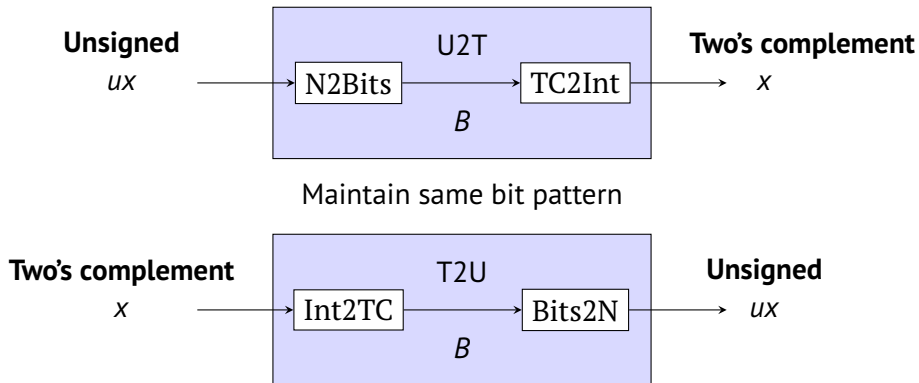 Unsigned
ux
U2T
N2Bits
TC2Int
B
Two's complement
x
Maintain same bit pattern
Two's complement
x
T2U
Int2TC
Bits2N
B
Unsigned
ux